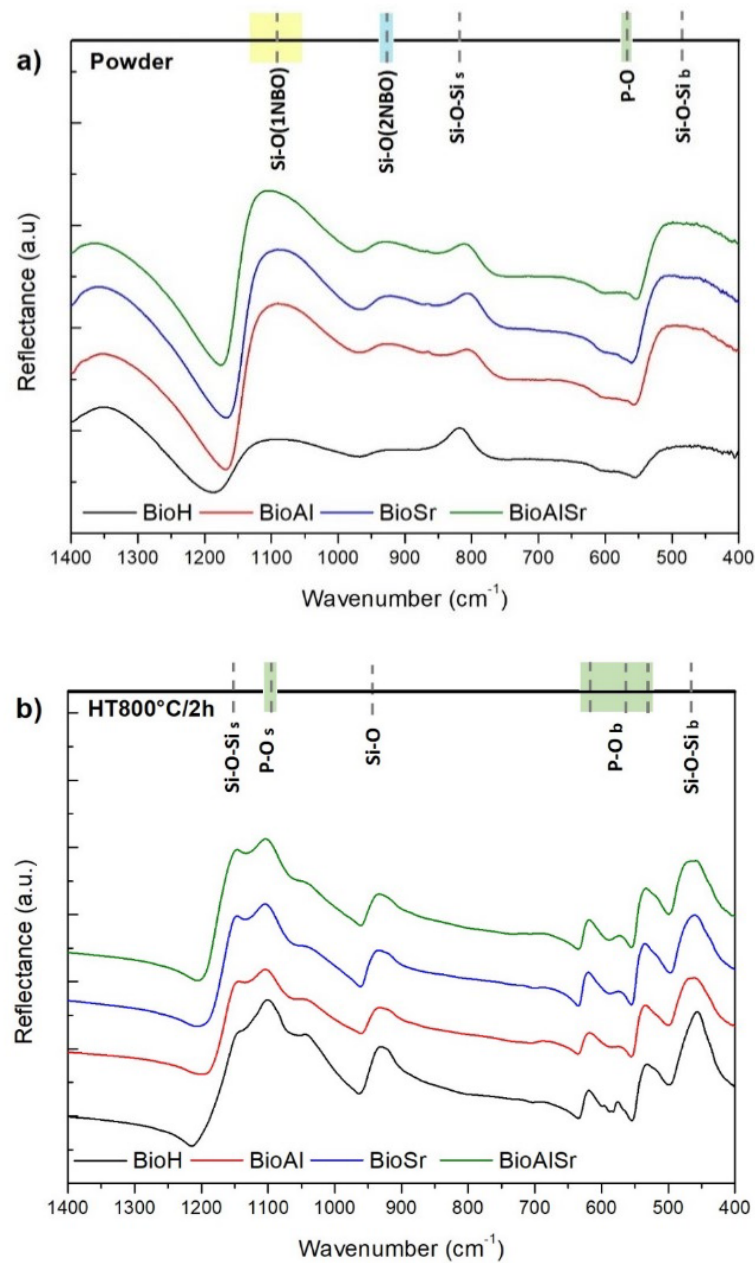 a)
Powder
Si-O(1NBO)
Si-O(2NBO)
Si-O-Si s
P-O
Si-O-Si b
Reflectance (a.u)
BioH BioAl BioSr BioAlSr
1400 1300 1200 1100 1000 900 800 700 600 500 400
Wavenumber (cm-1)
b)
HT800°C/2h
Si-O-Si s
P-O s
Si-O
P-O b
Si-O-Si b
Reflectance (a.u.)
BioH BioAl BioSr BioAlSr
1400 1300 1200 1100 1000 900 800 700 600 500 400
Wavenumber (cm-1)